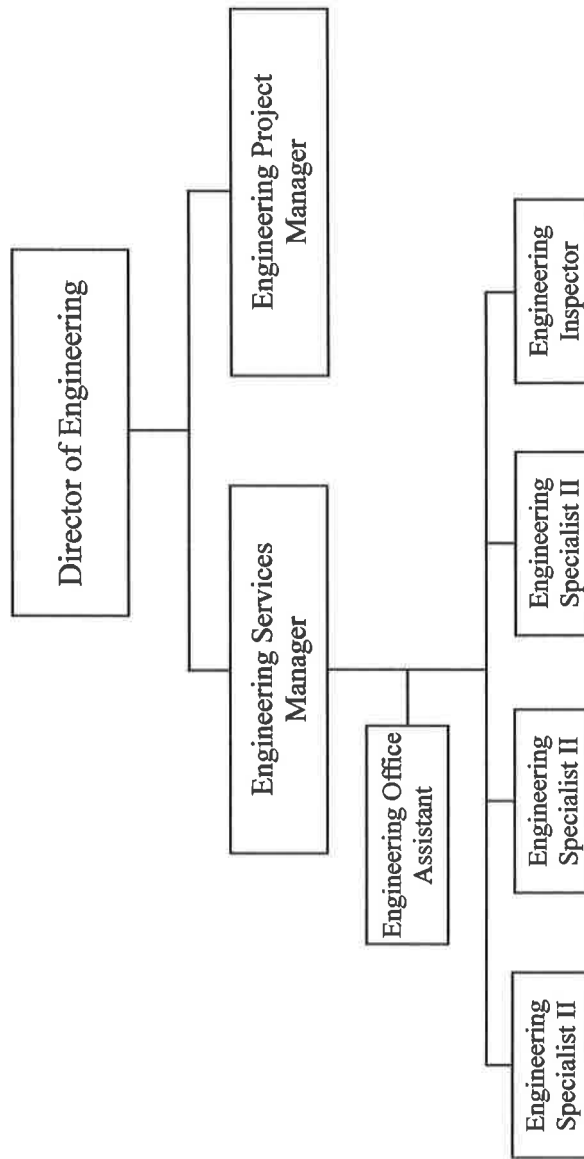 Director of Engineering
Engineering Services
Manager
Engineering Project
Manager
Engineering Office
Assistant
Engineering
Specialist II
Engineering
Specialist II
Engineering
Specialist II
Engineering
Inspector